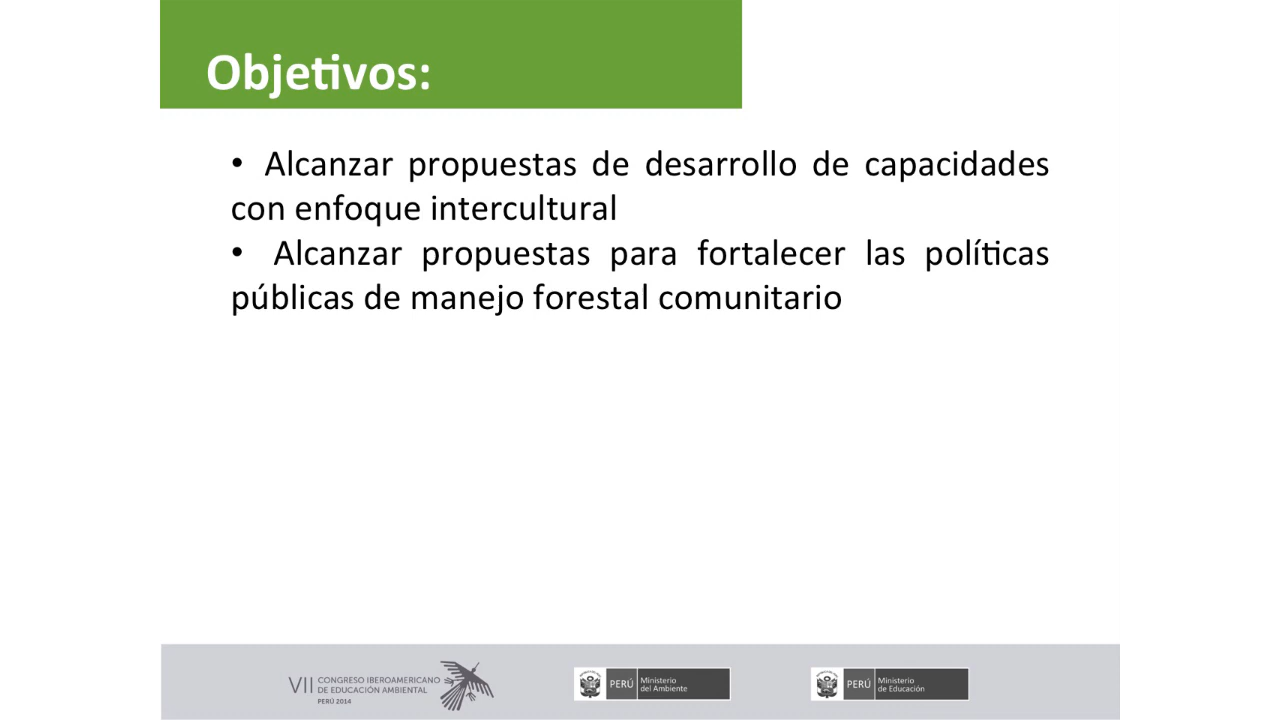 Objetivos:
• Alcanzar propuestas de desarrollo de capacidades
con enfoque intercultural
• Alcanzar propuestas para fortalecer las políticas
públicas de manejo forestal comunitario
VII CONGRESO IBEROAMERICANO
DE EDUCACIÓN AMBIENTAL
PERÚ 2014
PERÚ Ministerio
del Ambiente
PERÚ Ministerio
de Educación